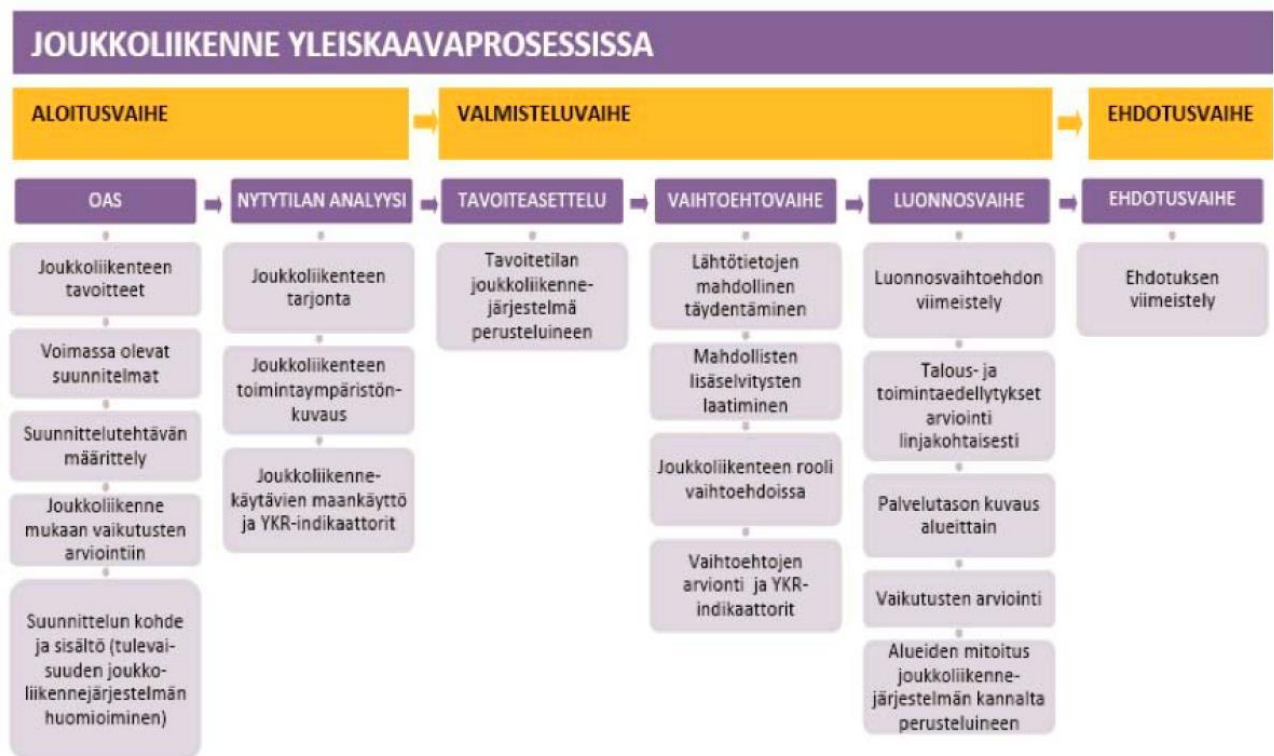 JOUKKOLIIKENNE YLEISKAAVAPROSESSISSA
ALOITUSVAIHE
VALMISTELUVAIHE
EHDOTUSVAIHE
OAS
NYTYTILAN ANALYYSI
TAVOITEASETTELU
VAIHTOEHTOVAIHE
LUONNOSVAIHE
EHDOTUSVAIHE
Joukkoliikenteen
tavoitteet
Voimassa olevat
suunnitelmat
Suunnittelutehtävän
määrittely
Joukkoliikenne
mukaan vaikutusten
arviointiin
Suunnittelun kohde
ja sisältö (tulevai-
suuden joukko-
liikennejärjestelmän
huomioiminen)
Joukkoliikenteen
tarjonta
Joukkoliikenteen
toimintaympäristön-
kuvaus
Joukkoliikenne-
käytävien maankäyttö
ja YKR-indikaattorit
Tavoitetilan
joukkoliikenne-
järjestelmä
perusteluineen
Lähtötietojen
mahdollinen
täydentäminen
Mahdollisten
lisäselvitysten
laatiminen
Joukkoliikenteen rooli
vaihtoehdoissa
Vaihtoehtojen
arvionti ja YKR-
indikaattorit
Luonnosvaihtoehdon
viimeistely
Talous- ja
toimintaedellytykset
arviointi
linjakohtaisesti
Palvelutason kuvaus
alueittain
Vaikutusten arviointi
Alueiden mitoitus
joukkoliikenne-
järjestelmän kannalta
perusteluineen
Ehdotuksen
viimeistely